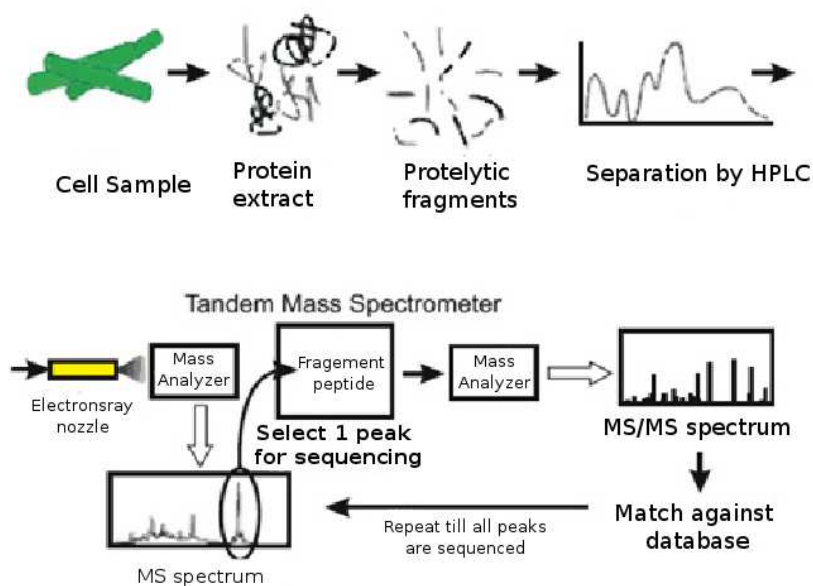 Cell Sample
Protein
extract
Protelytic
fragments
Separation by HPLC
Tandem Mass Spectrometer
Electronsray
nozzle
Mass
Analyzer
Fragement
peptide
Mass
Analyzer
Select 1 peak
for sequencing
MS/MS spectrum
Match against
database
Repeat till all peaks
are sequenced
MS spectrum